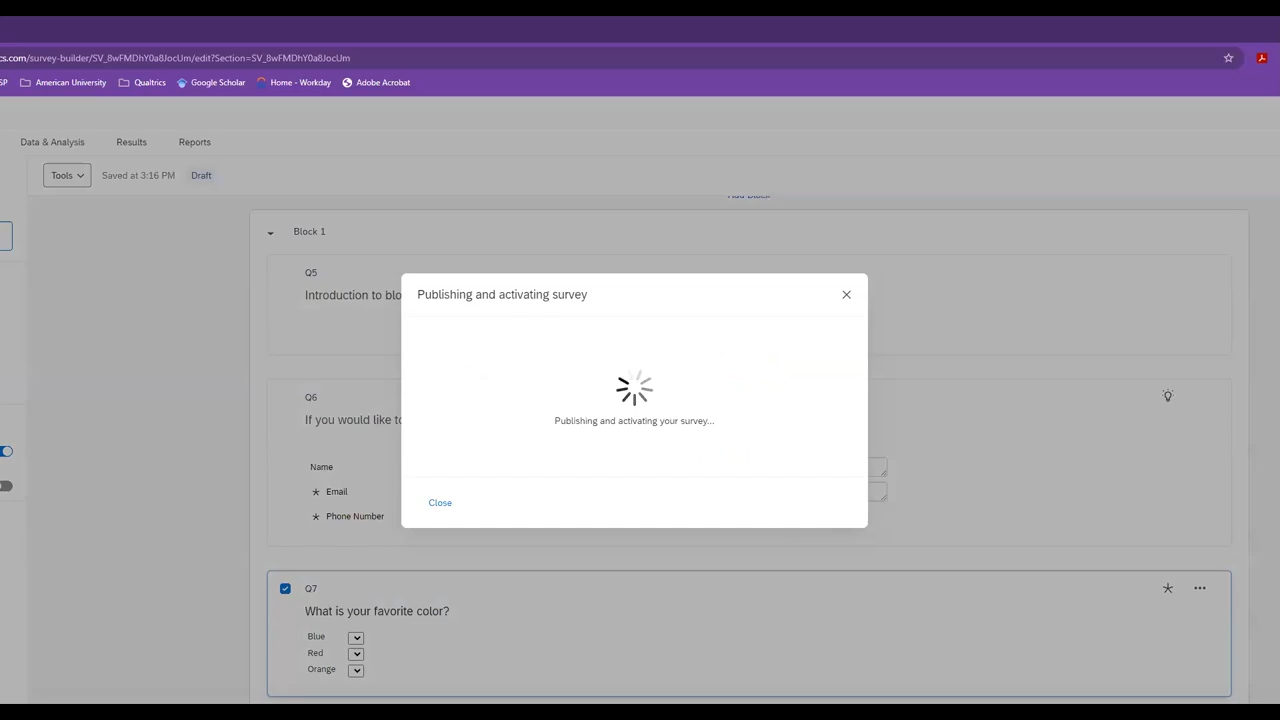 cs.com/survey-builder/SV_8wFMDhY0a8JocUm/edit?Section=SV_8wFMDhY0a8JocUm
SP American University Qualtrics Google Scholar Home - Workday Adobe Acrobat
Data & Analysis Results Reports
Tools Saved at 3:16 PM Draft
Add Block
Block 1
Q5
Introduction to blo
Publishing and activating survey
Q6
If you would like to
Publishing and activating your survey...
Name
Email
Phone Number
Close
Q7
What is your favorite color?
Blue
Red
Orange